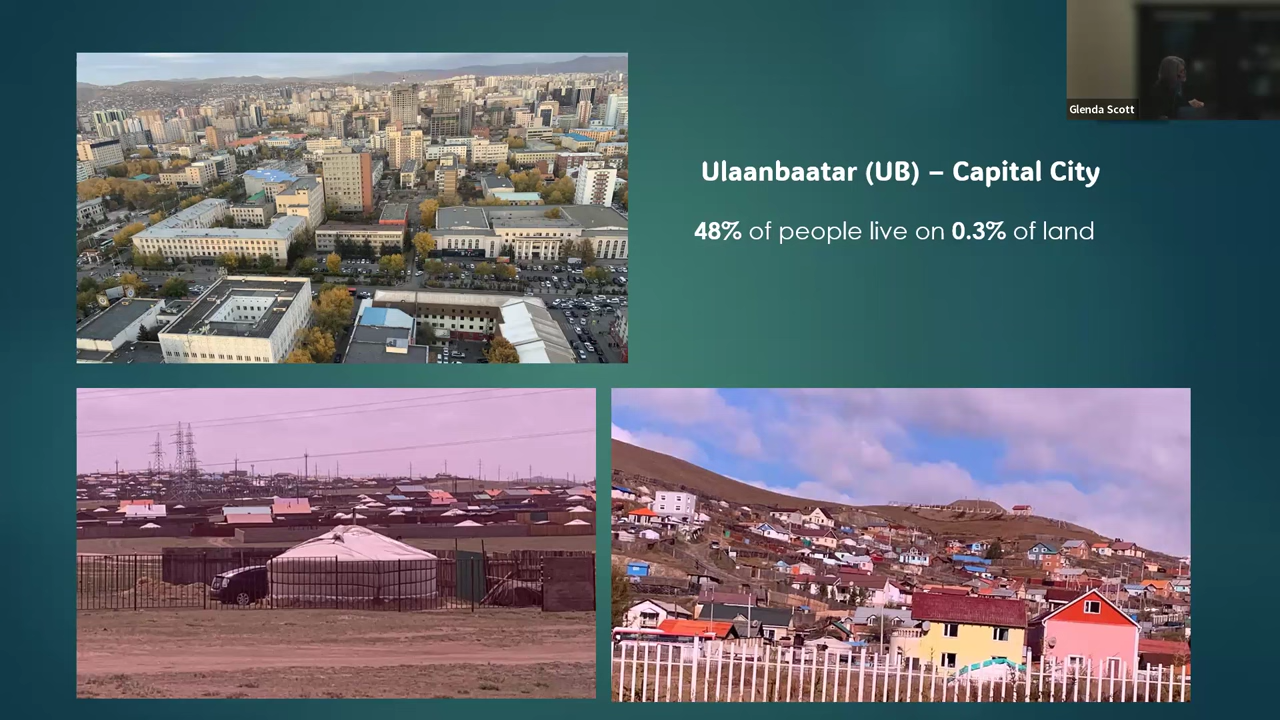 Glenda Scott
Ulaanbaatar (UB) – Capital City
48% of people live on 0.3% of land